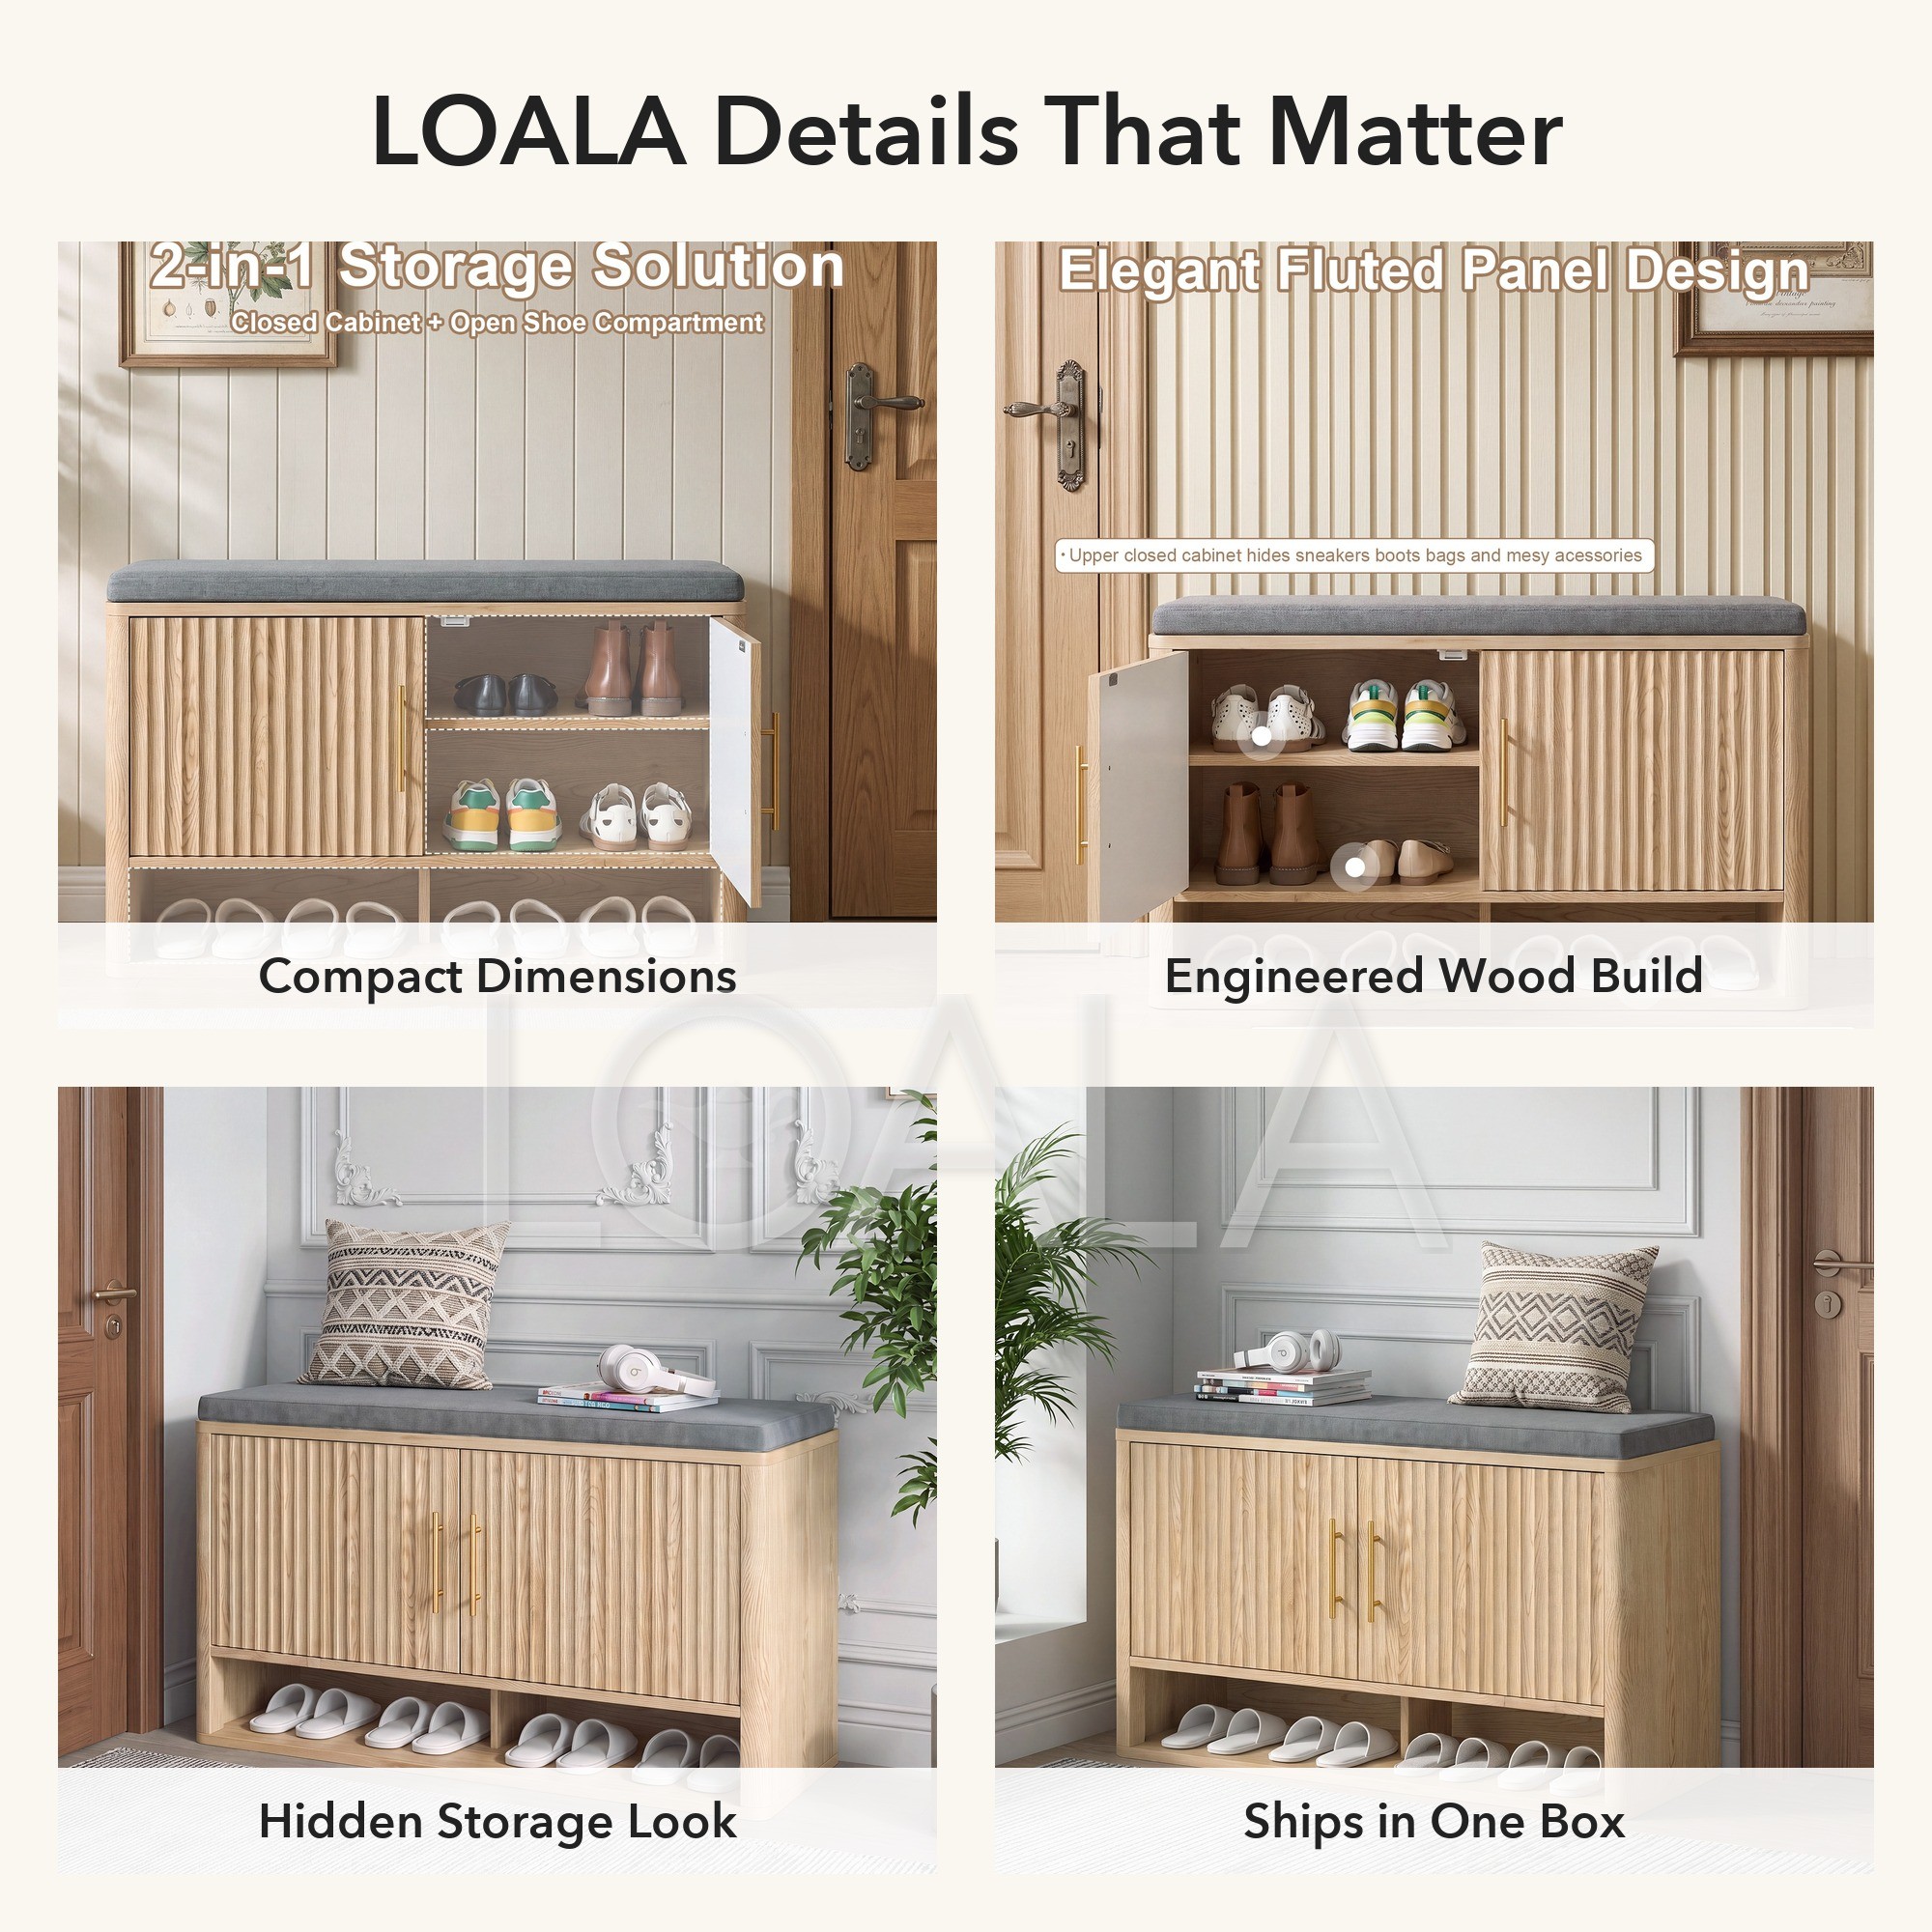 LOALA Details That Matter
2-in-1 Storage Solution
Closed Cabinet + Open Shoe Compartment
Elegant Fluted Panel Design
• Upper closed cabinet hides sneakers boots bags and mesy acessories
Compact Dimensions
Engineered Wood Build
LOALA
Hidden Storage Look
Ships in One Box